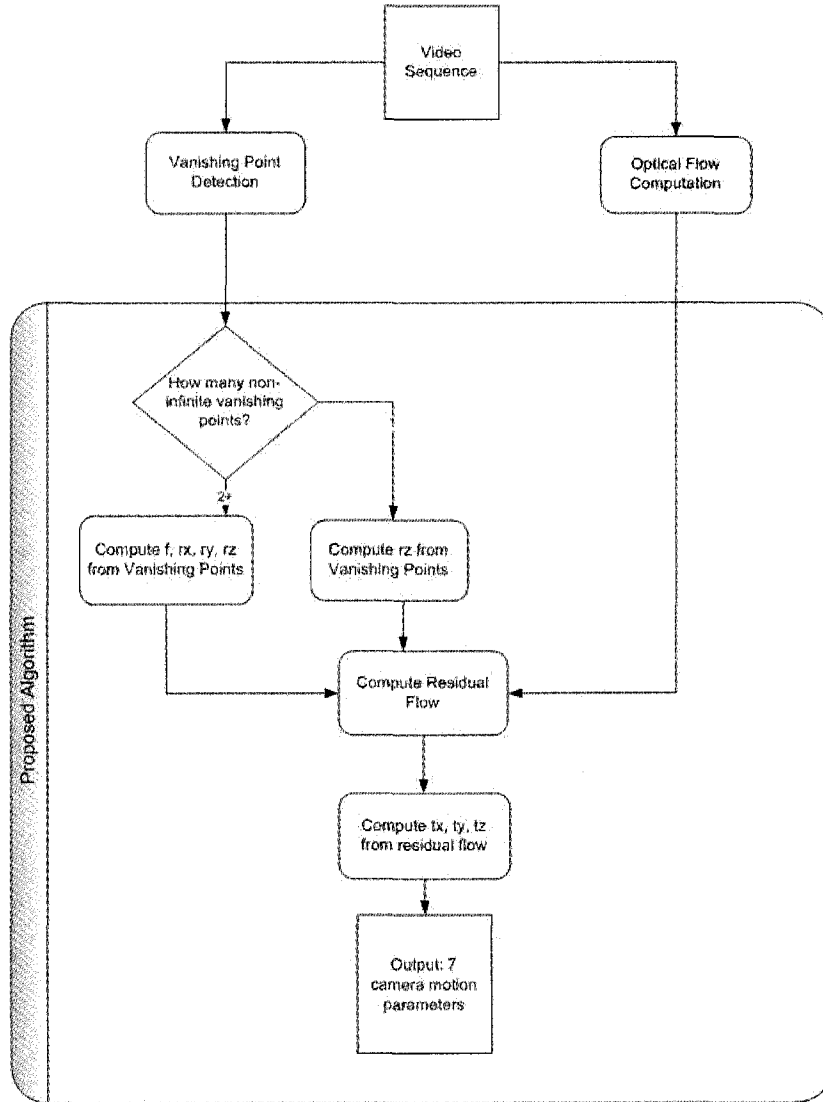 Video
Sequence
Vanishing Point
Detection
Optical Flow
Computation
How many non-
infinite vanishing
points?
2+
Compute f, rx, ry, rz
from Vanishing Points
Compute rz from
Vanishing Points
Compute Residual
Flow
Compute tx, ty, tz
from residual flow
Output: 7
camera motion
parameters
Proposed Algorithm